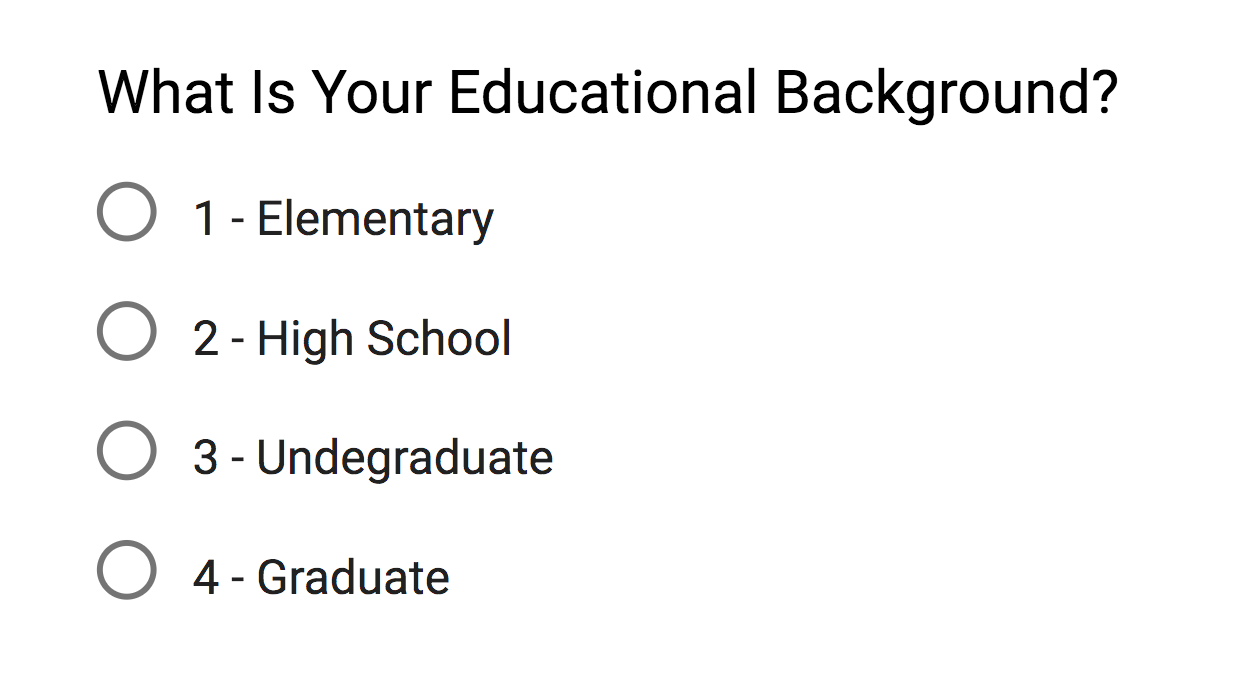 What Is Your Educational Background?
1 - Elementary
2 - High School
3 - Undegraduate
4 - Graduate